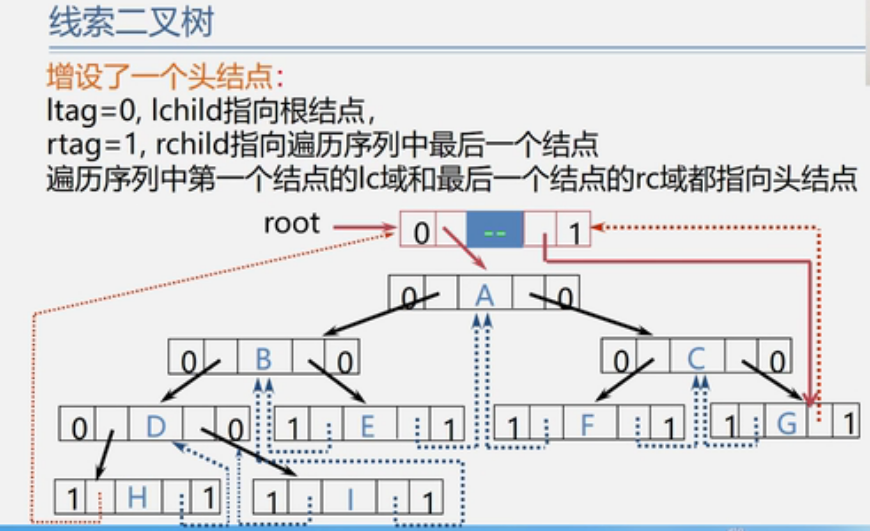 线索二叉树
增设了一个头结点：
ltag=0, lchild指向根结点，
rtag=1, rchild指向遍历序列中最后一个结点
遍历序列中第一个结点的lc域和最后一个结点的rc域都指向头结点
root 0 -- 1
0 A 0
0 B 0 0 C 0
0 D 0 1 E 1 1 F 1 1 G 1
1 H 1 1 I 1